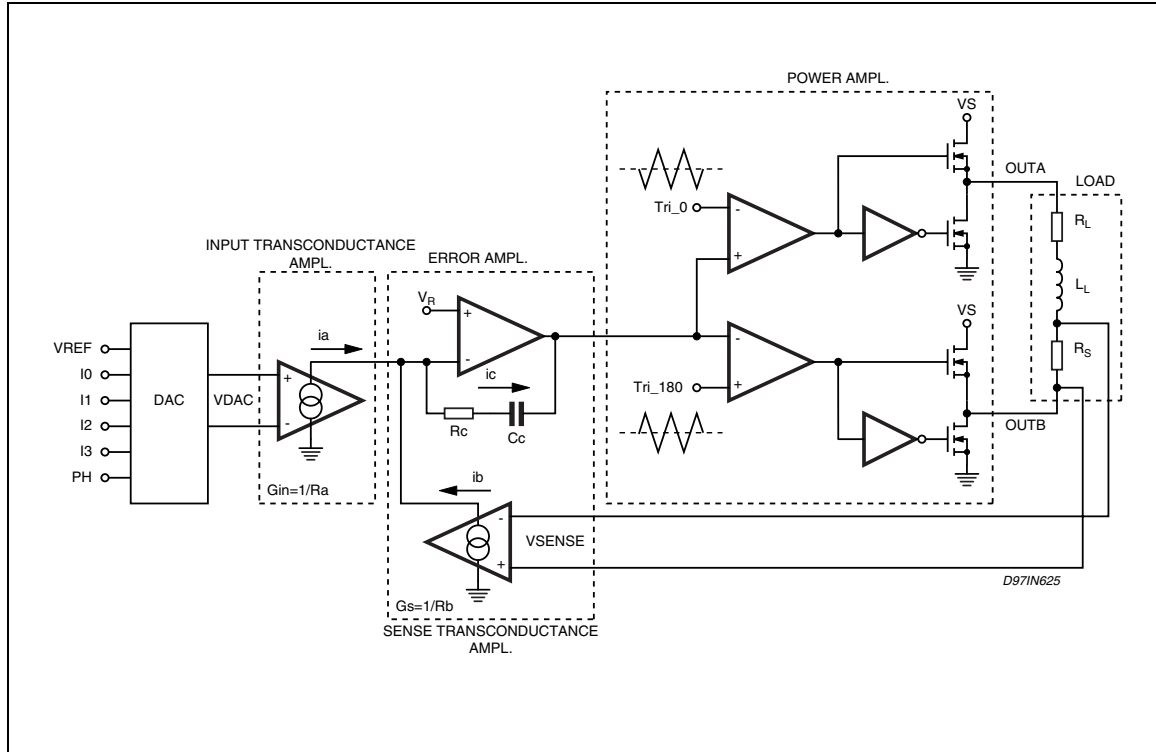 POWER AMPL.
VS
OUTA
LOAD
Tri_0
-
+
RL
LL
RS
INPUT TRANSCONDUCTANCE
AMPL.
ERROR AMPL.
VR
+
-
ia
ic
Rc
Cc
VREF
I0
I1
I2
I3
PH
DAC
VDAC
+
-
Gin=1/Ra
VS
-
+
Tri_180
OUTB
ib
-
VSENSE
+
Gs=1/Rb
SENSE TRANSCONDUCTANCE
AMPL.
D97IN625